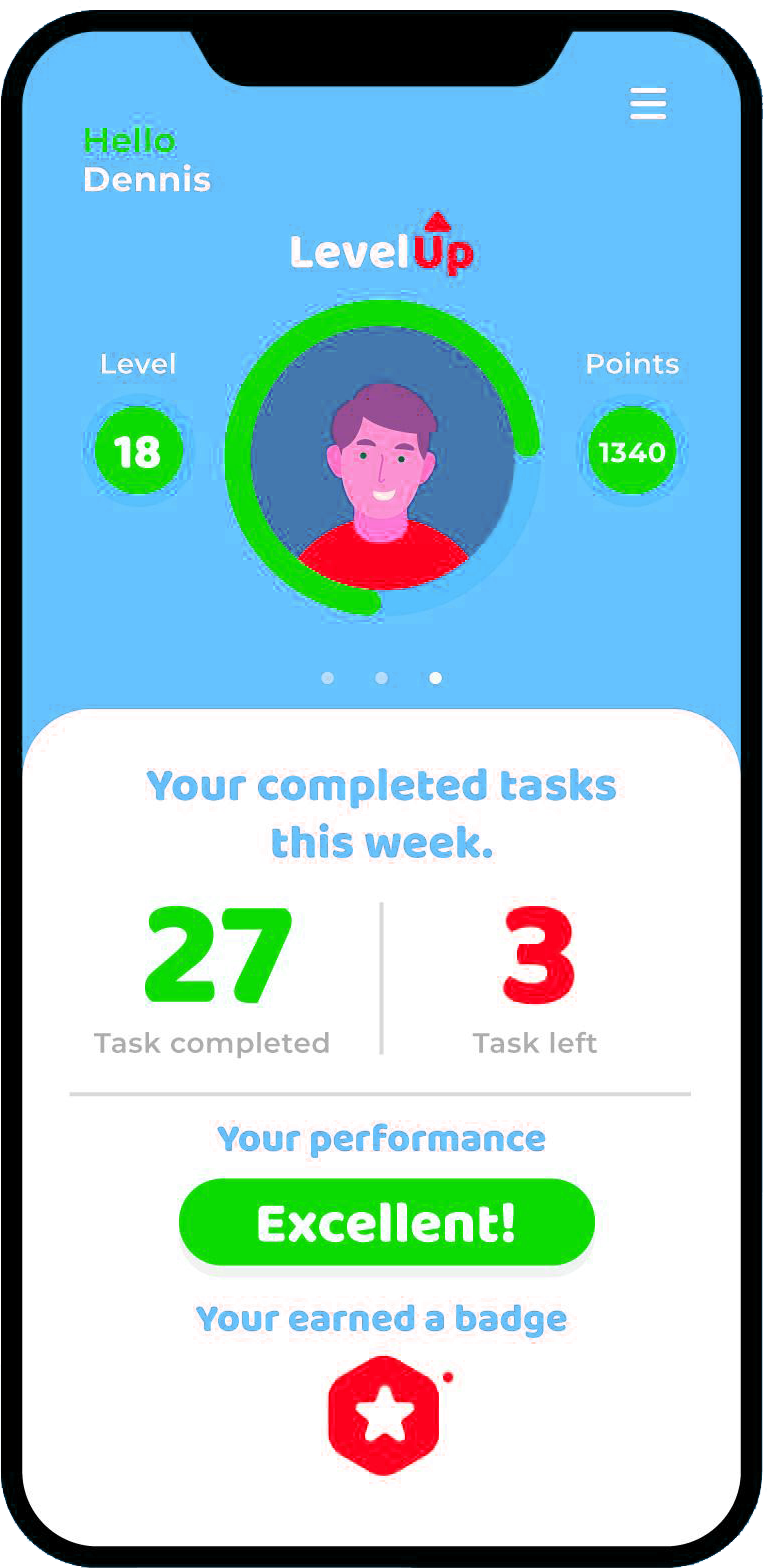 Hello
Dennis
LevelUp
Level
Points
18
1340
Your completed tasks
this week.
27
3
Task completed
Task left
Your performance
Excellent!
Your earned a badge